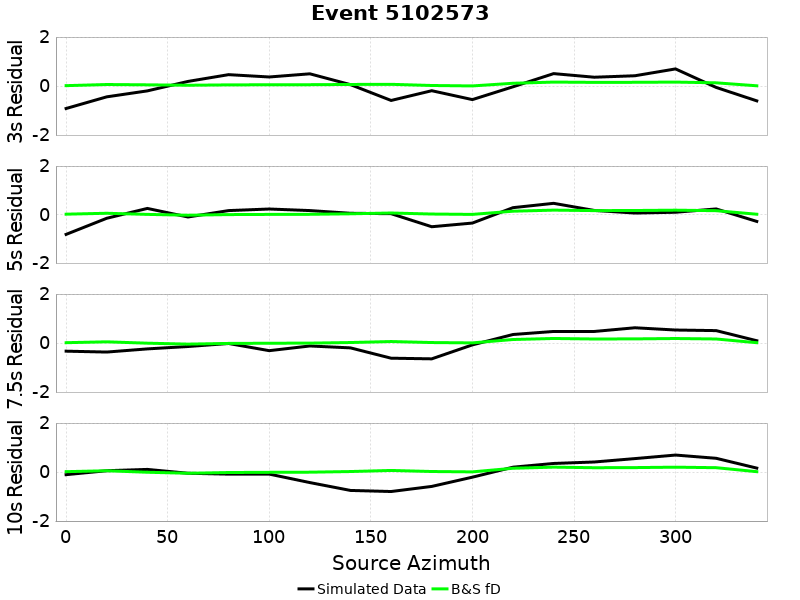 Event 5102573
3s Residual
2
0
-2
5s Residual
2
0
-2
7.5s Residual
2
0
-2
10s Residual
2
0
-2
0 50 100 150 200 250 300
Source Azimuth
Simulated Data B&S fD